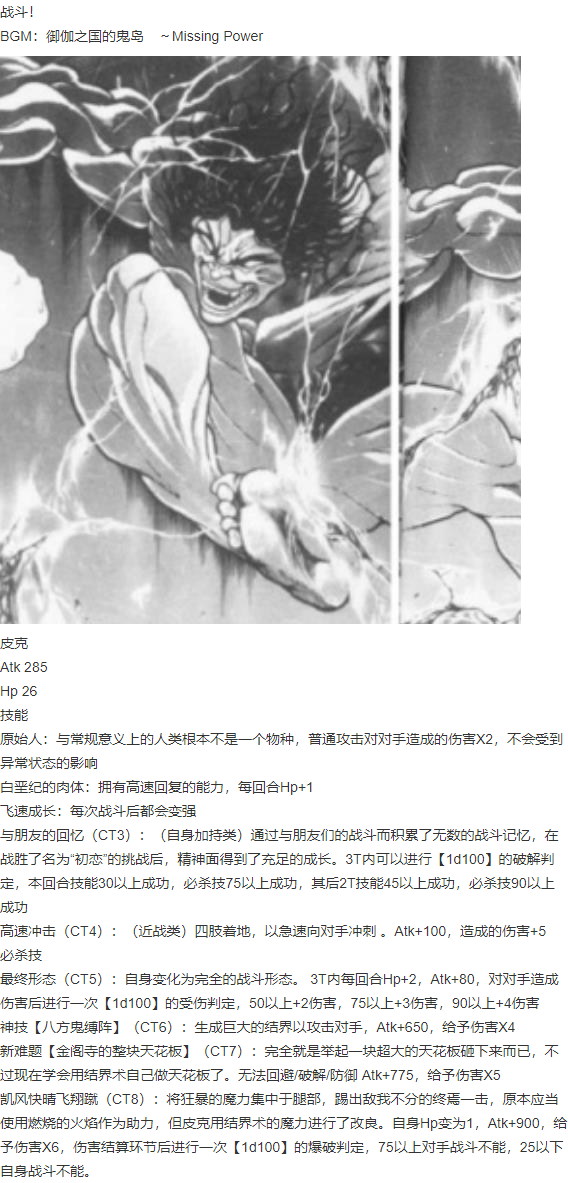 战斗！
BGM：御伽之国的鬼岛　～Missing Power
皮克
Atk 285
Hp 26
技能
原始人：与常规意义上的人类根本不是一个物种，普通攻击对对手造成的伤害X2，不会受到
异常状态的影响
白垩纪的肉体：拥有高速回复的能力，每回合Hp+1
飞速成长：每次战斗后都会变强
与朋友的回忆（CT3）：（自身加持类）通过与朋友们的战斗而积累了无数的战斗记忆，在
战胜了名为“初恋”的挑战后，精神面得到了充足的成长。3T内可以进行【1d100】的破解判
定，本回合技能30以上成功，必杀技75以上成功，其后2T技能45以上成功，必杀技90以上
成功
高速冲击（CT4）：（近战类）四肢着地，以急速向对手冲刺 。Atk+100，造成的伤害+5
必杀技
最终形态（CT5）：自身变化为完全的战斗形态。 3T内每回合Hp+2，Atk+80，对对手造成
伤害后进行一次【1d100】的受伤判定，50以上+2伤害，75以上+3伤害，90以上+4伤害
神技【八方鬼缚阵】（CT6）：生成巨大的结界以攻击对手，Atk+650，给予伤害X4
新难题【金阁寺的整块天花板】（CT7）：完全就是举起一块超大的天花板砸下来而已，不
过现在学会用结界术自己做天花板了。无法回避/破解/防御 Atk+775，给予伤害X5
凯风快晴飞翔蹴（CT8）：将狂暴的魔力集中于腿部，踢出敌我不分的终焉一击，原本应当
使用燃烧的火焰作为助力，但皮克用结界术的魔力进行了改良。自身Hp变为1，Atk+900，给
予伤害X6，伤害结算环节后进行一次【1d100】的爆破判定，75以上对手战斗不能，25以下
自身战斗不能。